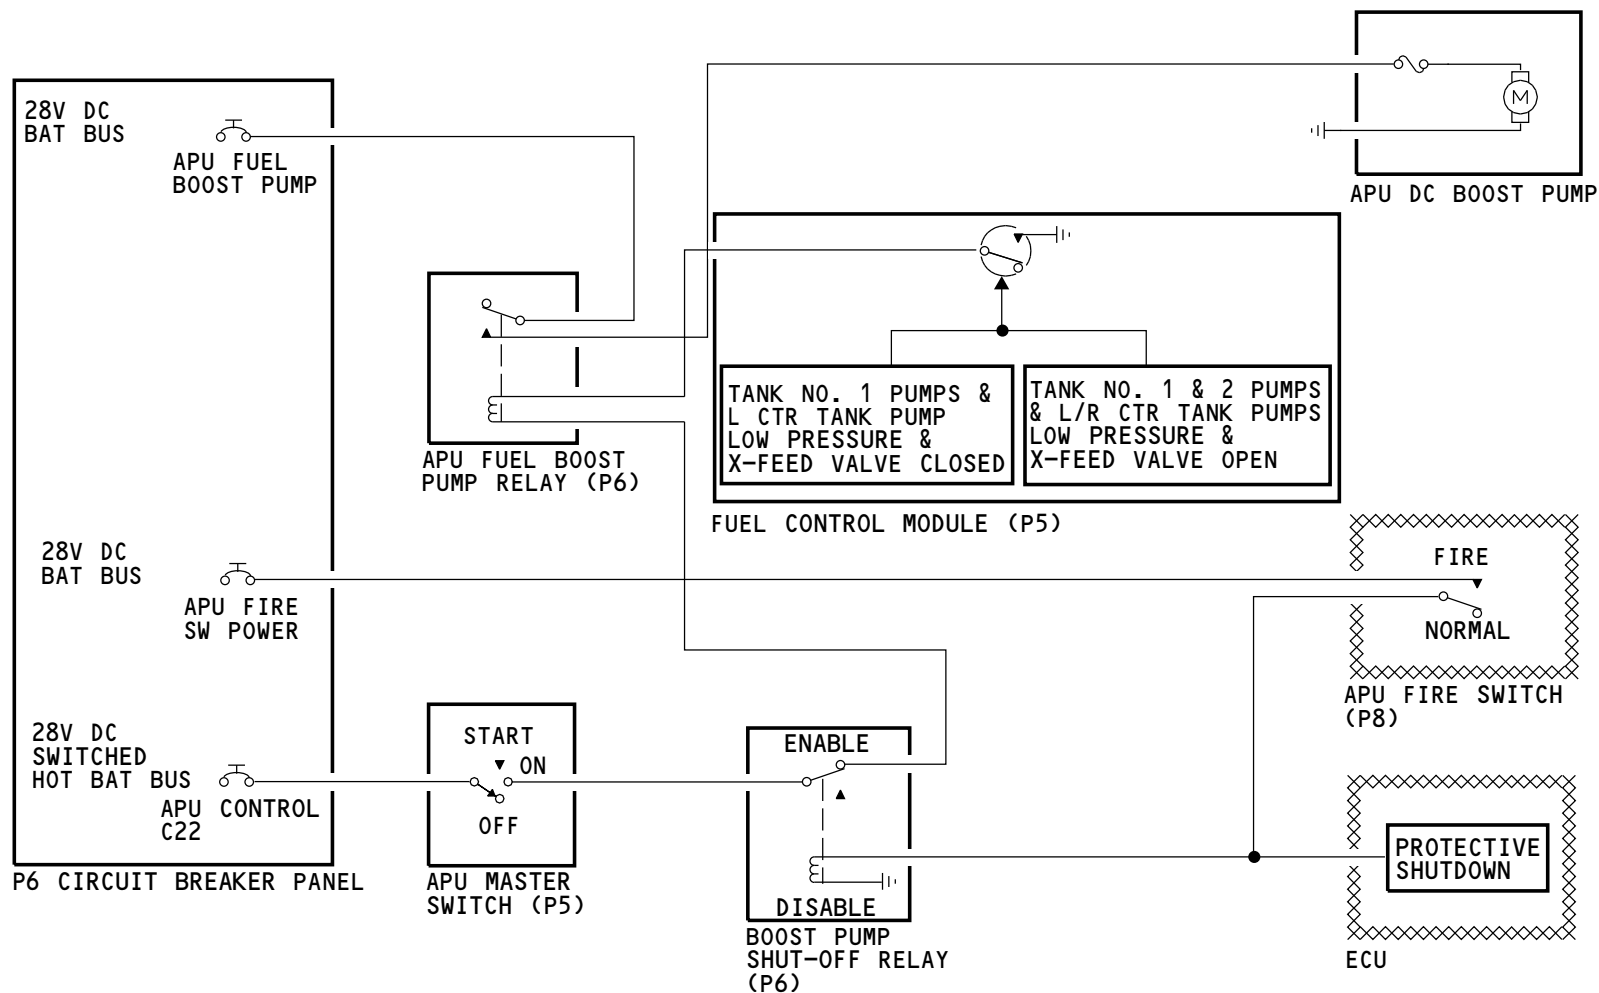 28V DC
BAT BUS
APU FUEL
BOOST PUMP
28V DC
BAT BUS
APU FIRE
SW POWER
28V DC
SWITCHED
HOT BAT BUS
APU CONTROL
C22
P6 CIRCUIT BREAKER PANEL
APU FUEL BOOST
PUMP RELAY (P6)
START
ON
OFF
APU MASTER
SWITCH (P5)
M
APU DC BOOST PUMP
TANK NO. 1 PUMPS &
L CTR TANK PUMP
LOW PRESSURE &
X-FEED VALVE CLOSED
TANK NO. 1 & 2 PUMPS
& L/R CTR TANK PUMPS
LOW PRESSURE &
X-FEED VALVE OPEN
FUEL CONTROL MODULE (P5)
FIRE
NORMAL
APU FIRE SWITCH
(P8)
ENABLE
DISABLE
BOOST PUMP
SHUT-OFF RELAY
(P6)
PROTECTIVE
SHUTDOWN
ECU